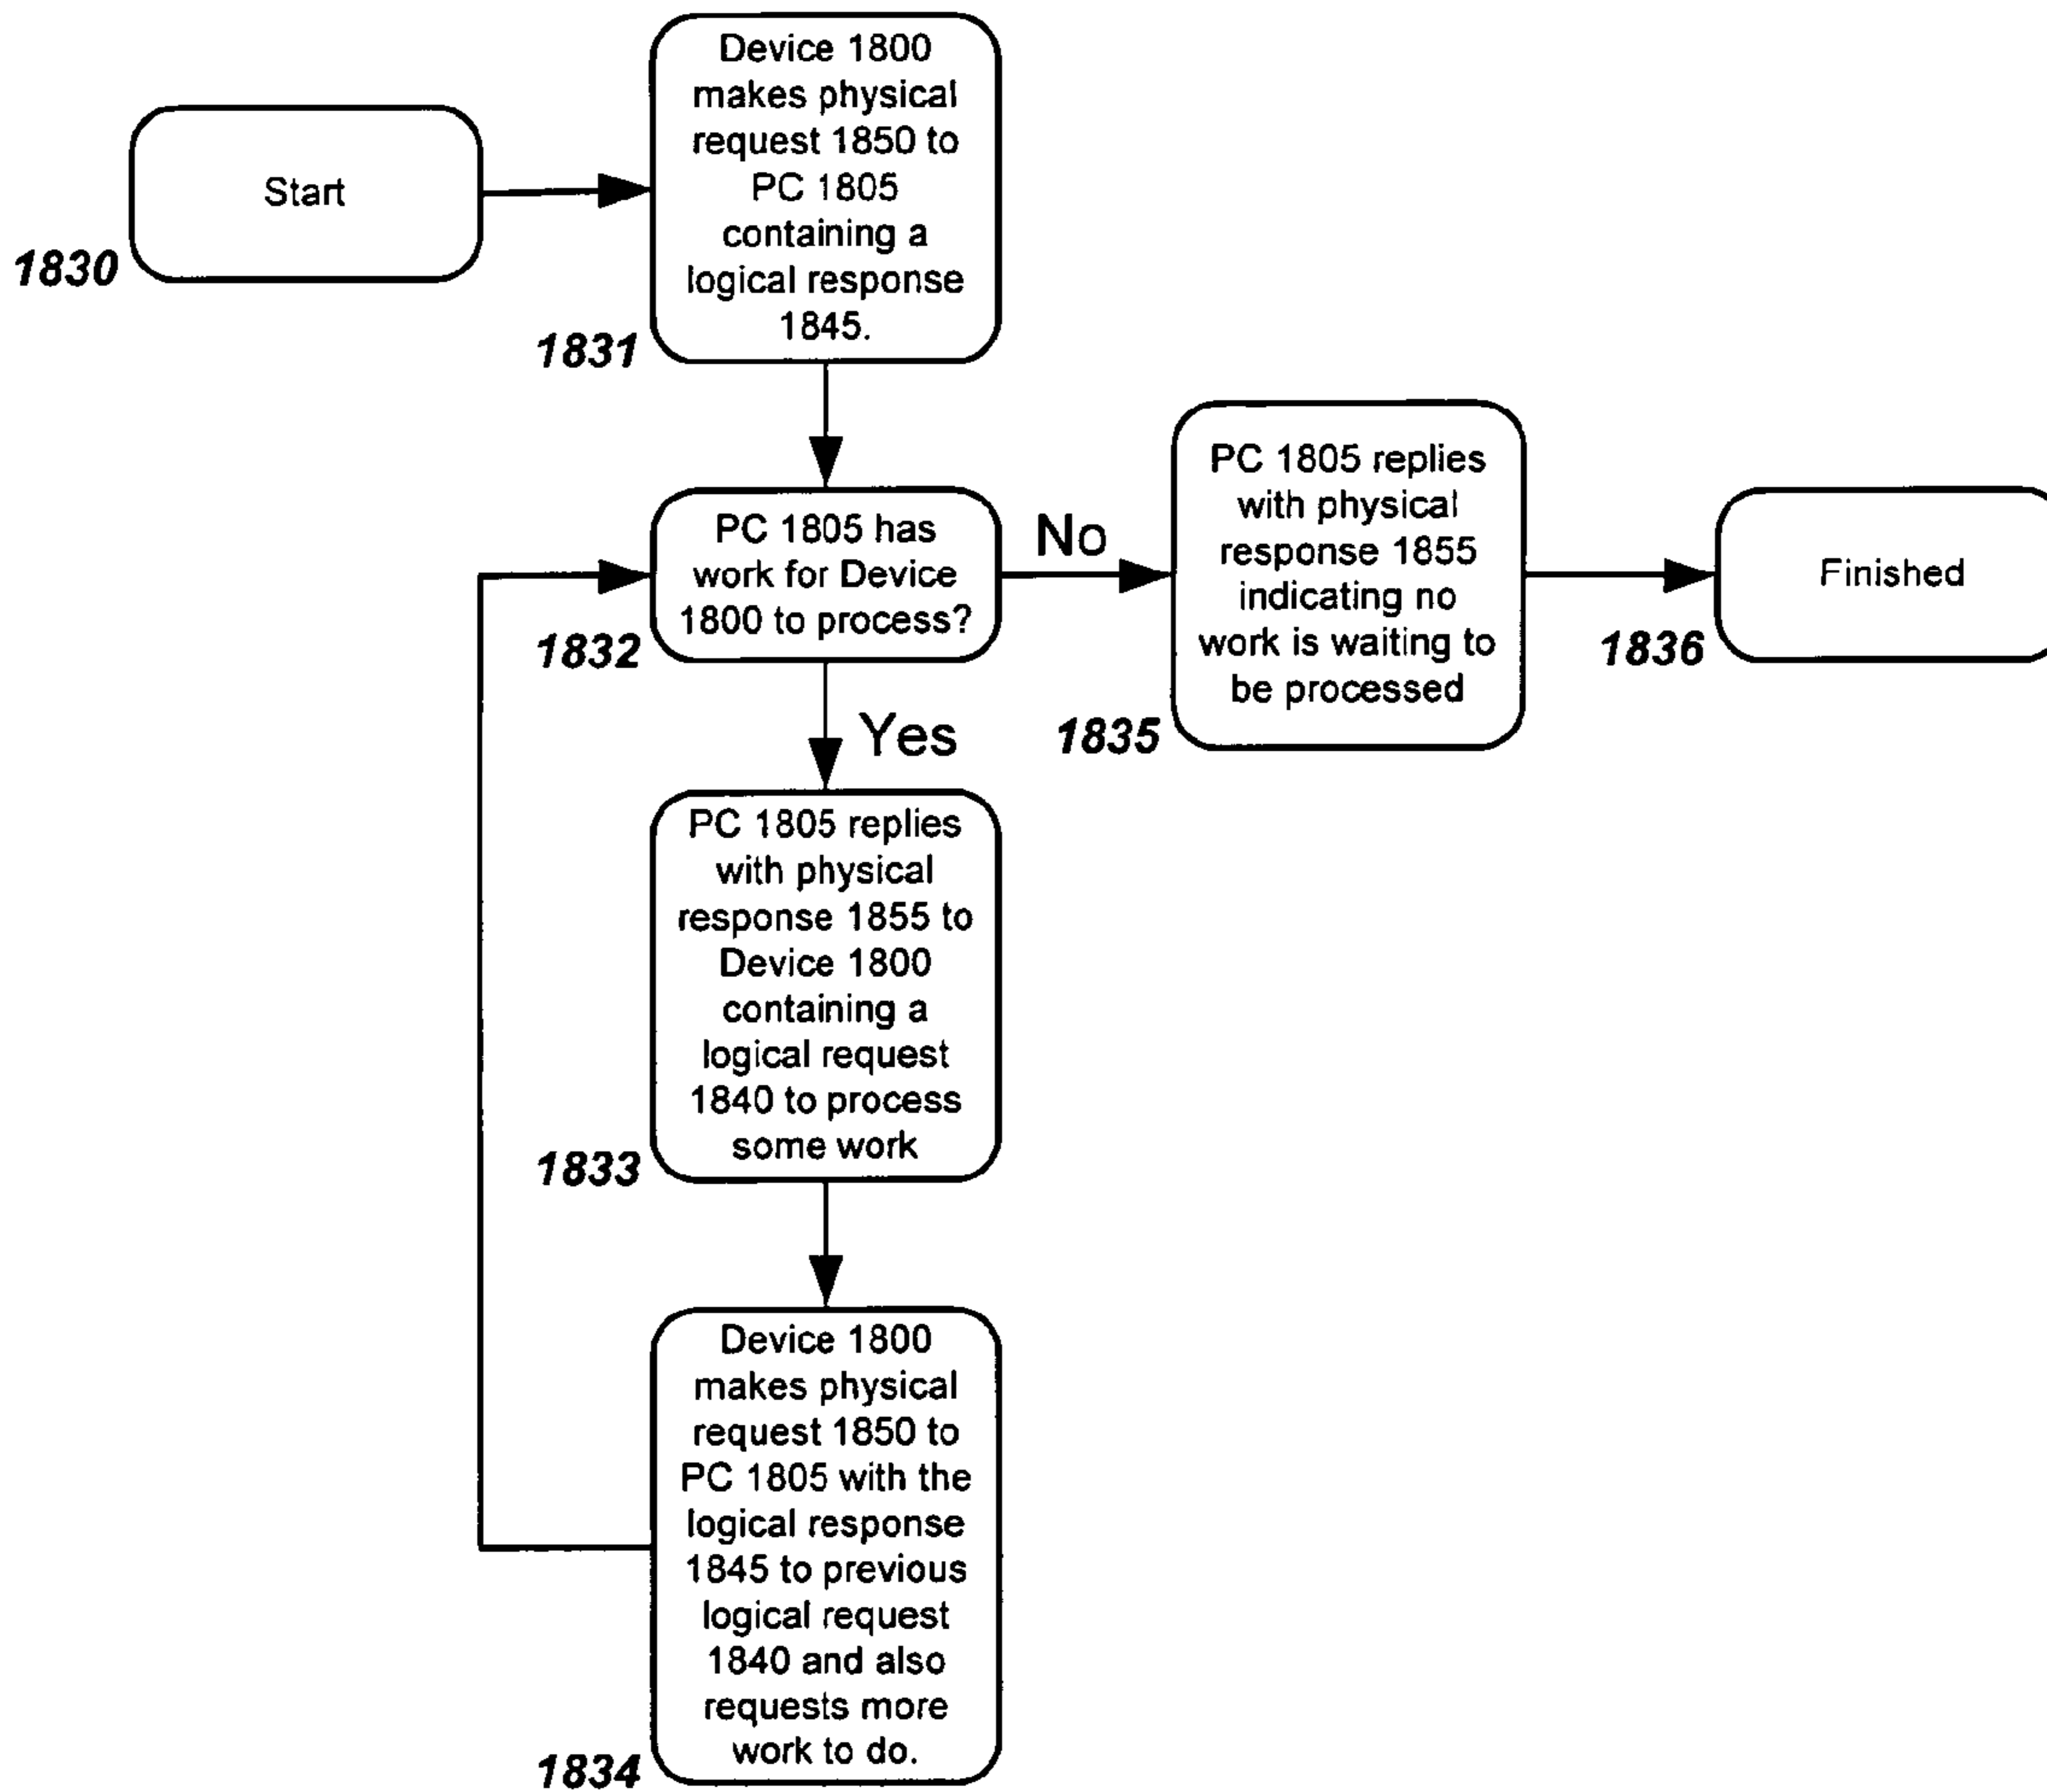 Start
1830
Device 1800
makes physical
request 1850 to
PC 1805
containing a
logical response
1845.
1831
PC 1805 has
work for Device
1800 to process?
1832
No
PC 1805 replies
with physical
response 1855
indicating no
work is waiting to
be processed
1835
Finished
1836
Yes
PC 1805 replies
with physical
response 1855 to
Device 1800
containing a
logical request
1840 to process
some work
1833
Device 1800
makes physical
request 1850 to
PC 1805 with the
logical response
1845 to previous
logical request
1840 and also
requests more
work to do.
1834